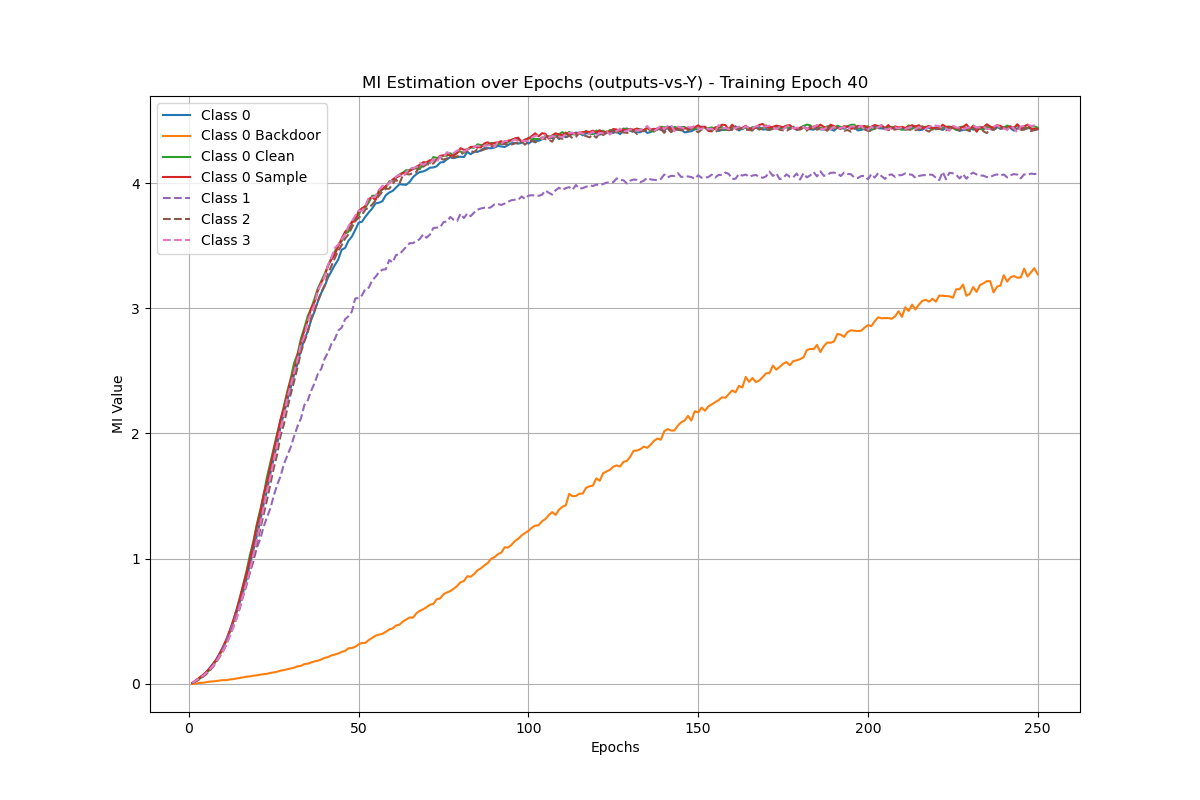 MI Estimation over Epochs (outputs-vs-Y) - Training Epoch 40
Class 0
Class 0 Backdoor
Class 0 Clean
Class 0 Sample
Class 1
Class 2
Class 3
MI Value
4
3
2
1
0
0 50 100 150 200 250
Epochs